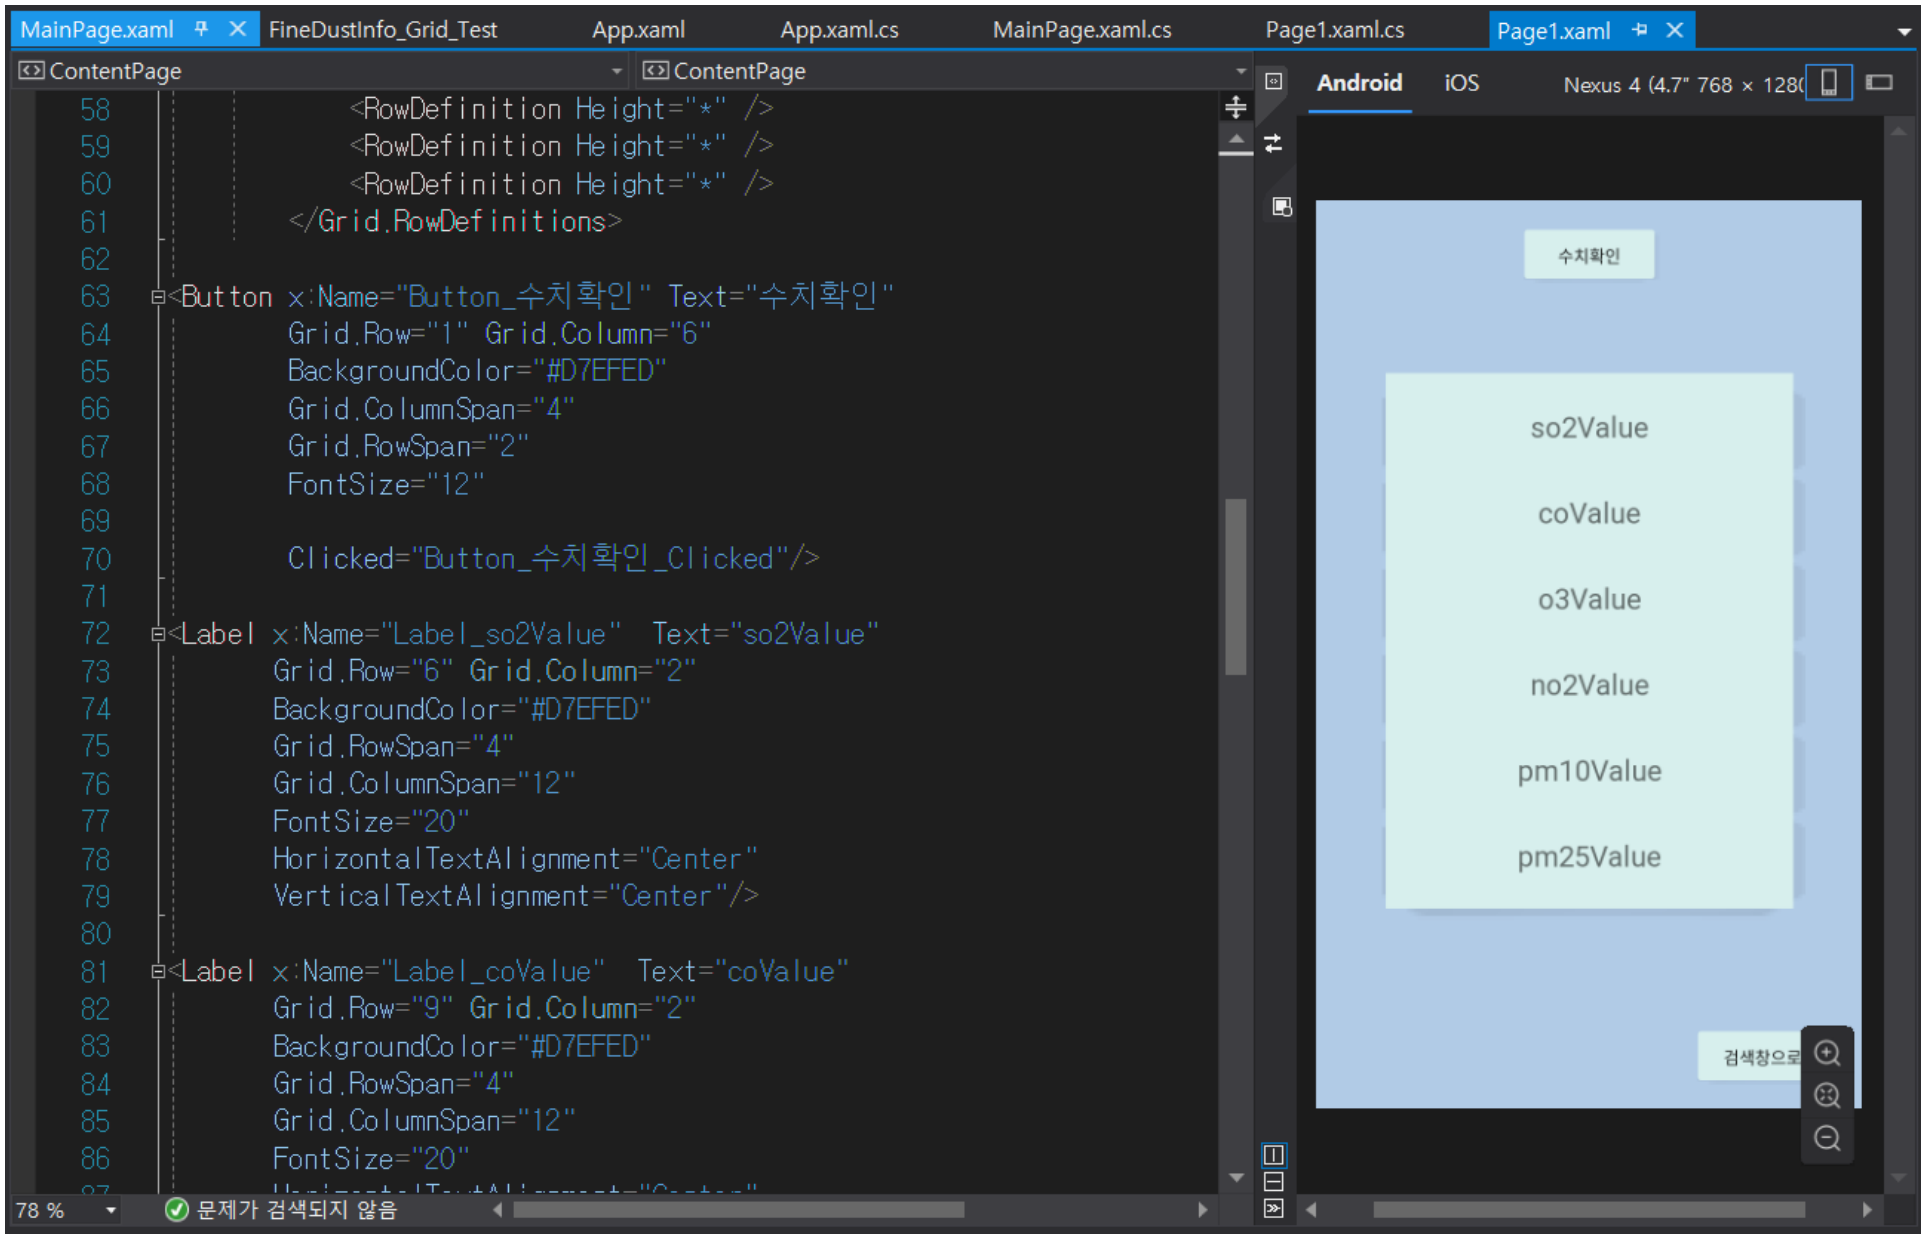 MainPage.xaml
FineDustInfo_Grid_Test
App.xaml
App.xaml.cs
MainPage.xaml.cs
Page1.xaml.cs
Page1.xaml
ContentPage
ContentPage
58 <RowDefinition Height="*" />
59 <RowDefinition Height="*" />
60 <RowDefinition Height="*" />
61 </Grid.RowDefinitions>
62
63 <Button x:Name="Button_수치확인" Text="수치확인"
64 Grid.Row="1" Grid.Column="6"
65 BackgroundColor="#D7EFED"
66 Grid.ColumnSpan="4"
67 Grid.RowSpan="2"
68 FontSize="12"
69
70 Clicked="Button_수치확인_Clicked"/>
71
72 <Label x:Name="Label_so2Value"  Text="so2Value"
73 Grid.Row="6" Grid.Column="2"
74 BackgroundColor="#D7EFED"
75 Grid.RowSpan="4"
76 Grid.ColumnSpan="12"
77 FontSize="20"
78 HorizontalTextAlignment="Center"
79 VerticalTextAlignment="Center"/>
80
81 <Label x:Name="Label_coValue"  Text="coValue"
82 Grid.Row="9" Grid.Column="2"
83 BackgroundColor="#D7EFED"
84 Grid.RowSpan="4"
85 Grid.ColumnSpan="12"
86 FontSize="20"
87 HorizontalTextAlignment="Center"
78 %
문제가 검색되지 않음
Android
iOS
Nexus 4 (4.7" 768 × 128
수치확인
so2Value
coValue
o3Value
no2Value
pm10Value
pm25Value
검색창으로